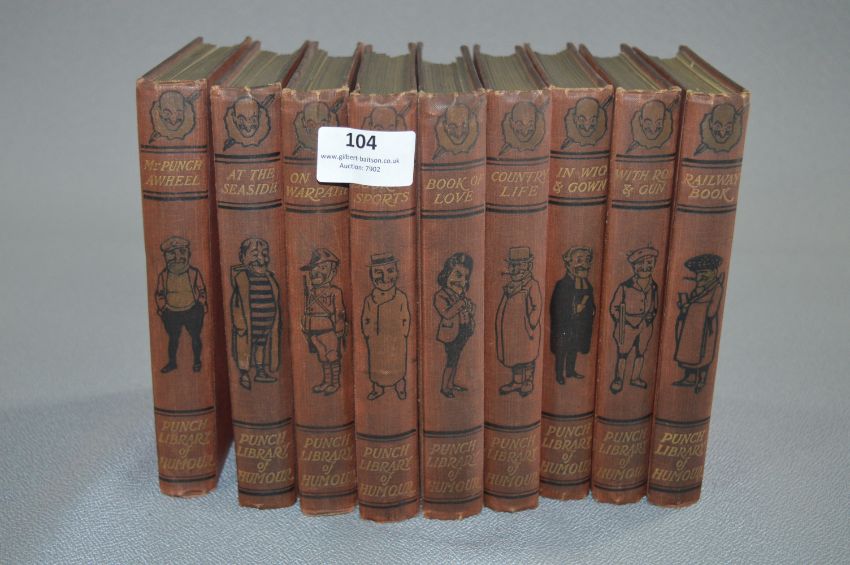 104
www.gilbert-baitson.co.uk
Auction: 7902
Mr PUNCH
AWHEEL
PUNCH
LIBRARY
of
HUMOUR
AT THE
SEASIDE
PUNCH
LIBRARY
of
HUMOUR
ON
WARPATH
PUNCH
LIBRARY
of
HUMOUR
SPORTS
PUNCH
LIBRARY
of
HUMOUR
BOOK OF
LOVE
PUNCH
LIBRARY
of
HUMOUR
COUNTRY
LIFE
PUNCH
LIBRARY
of
HUMOUR
IN WIG
& GOWN
PUNCH
LIBRARY
of
HUMOUR
WITH ROD
& GUN
PUNCH
LIBRARY
of
HUMOUR
RAILWAY
BOOK
PUNCH
LIBRARY
of
HUMOUR